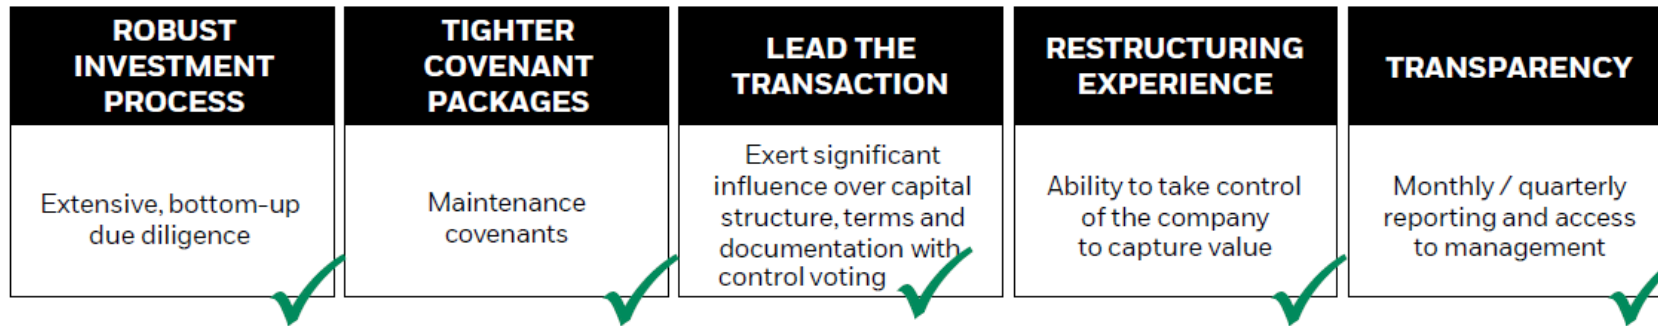 ROBUST
INVESTMENT
PROCESS
Extensive, bottom-up
due diligence
TIGHTER
COVENANT
PACKAGES
Maintenance
covenants
LEAD THE
TRANSACTION
Exert significant
influence over capital
structure, terms and
documentation with
control voting
RESTRUCTURING
EXPERIENCE
Ability to take control
of the company
to capture value
TRANSPARENCY
Monthly / quarterly
reporting and access
to management